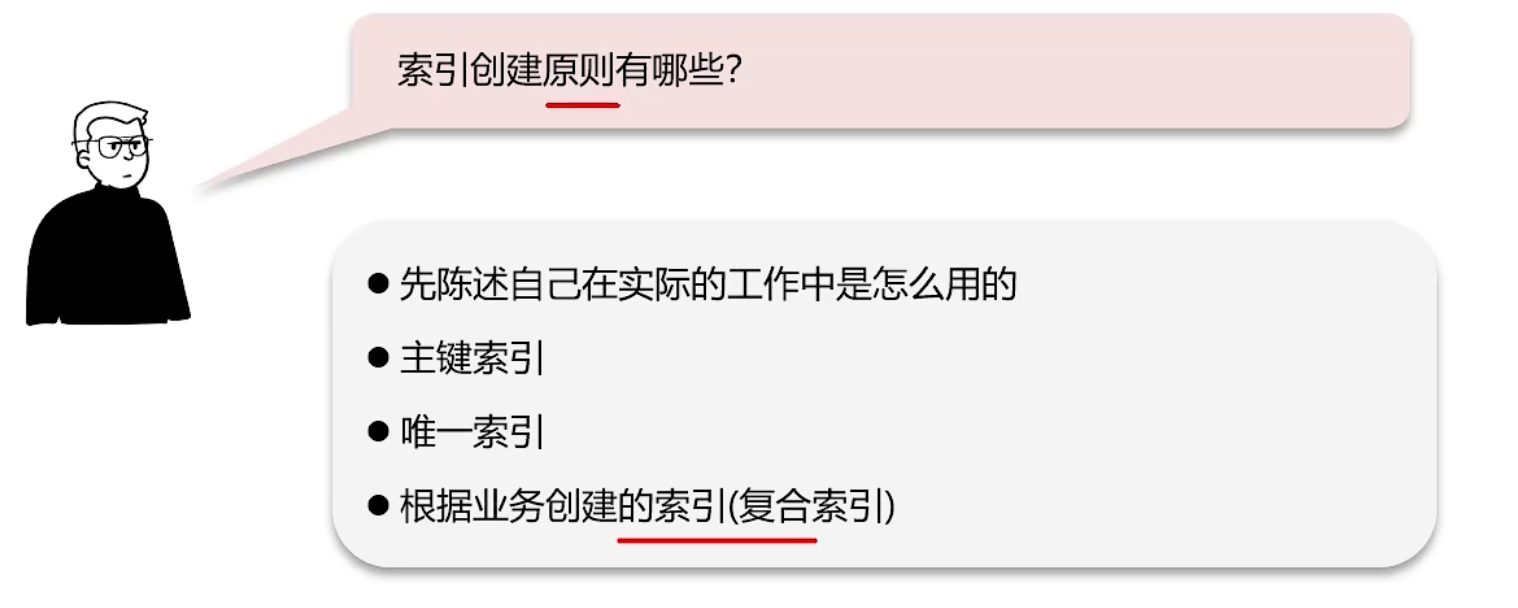 索引创建原则有哪些？
● 先陈述自己在实际的工作中是怎么用的
● 主键索引
● 唯一索引
● 根据业务创建的索引(复合索引)